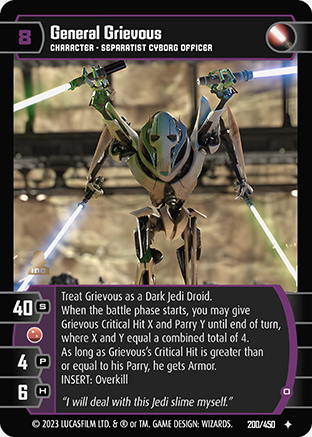 8
General Grievous
CHARACTER - SEPARATIST CYBORG OFFICER
100
40 S
4 P
6 H
Treat Grievous as a Dark Jedi Droid.
When the battle phase starts, you may give
Grievous Critical Hit X and Parry Y until end of turn,
where X and Y equal a combined total of 4.
As long as Grievous's Critical Hit is greater than
or equal to his Parry, he gets Armor.
INSERT: Overkill
"I will deal with this Jedi slime myself."
© 2023 LUCASFILM LTD. & ® or TM. GAME DESIGN: WIZARDS.
200/450